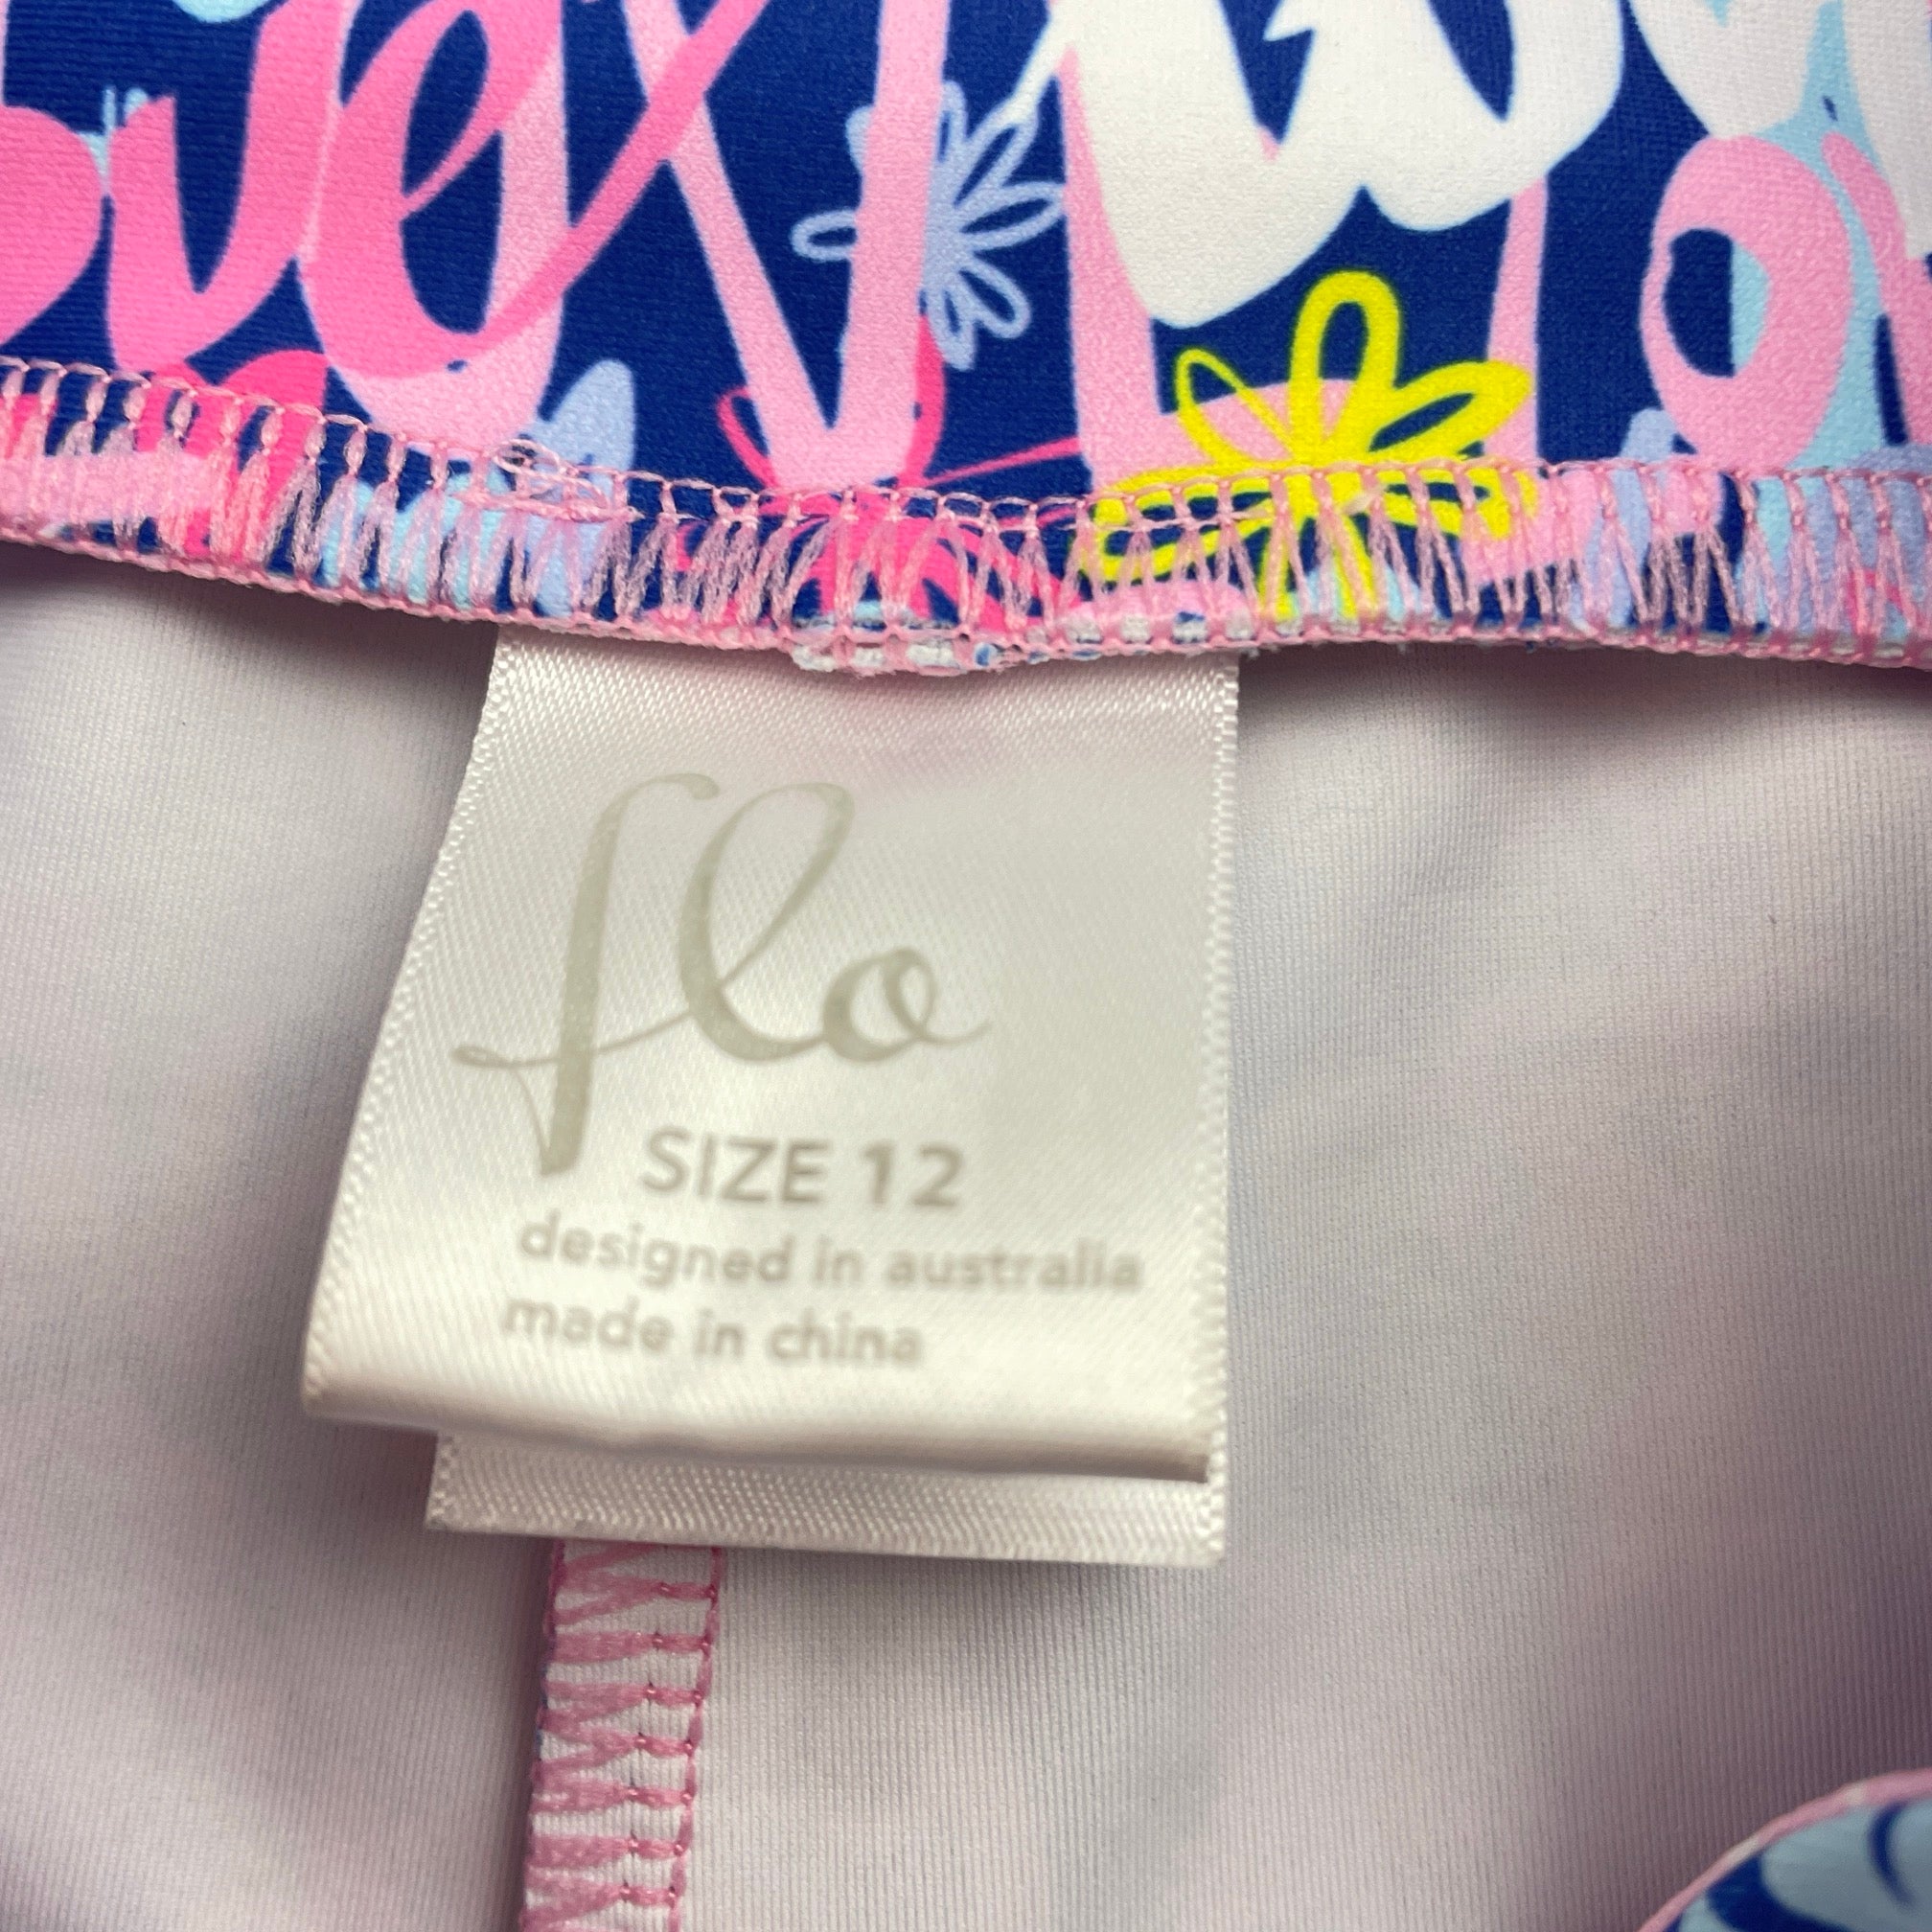 flo
SIZE 12
designed in australia
made in china